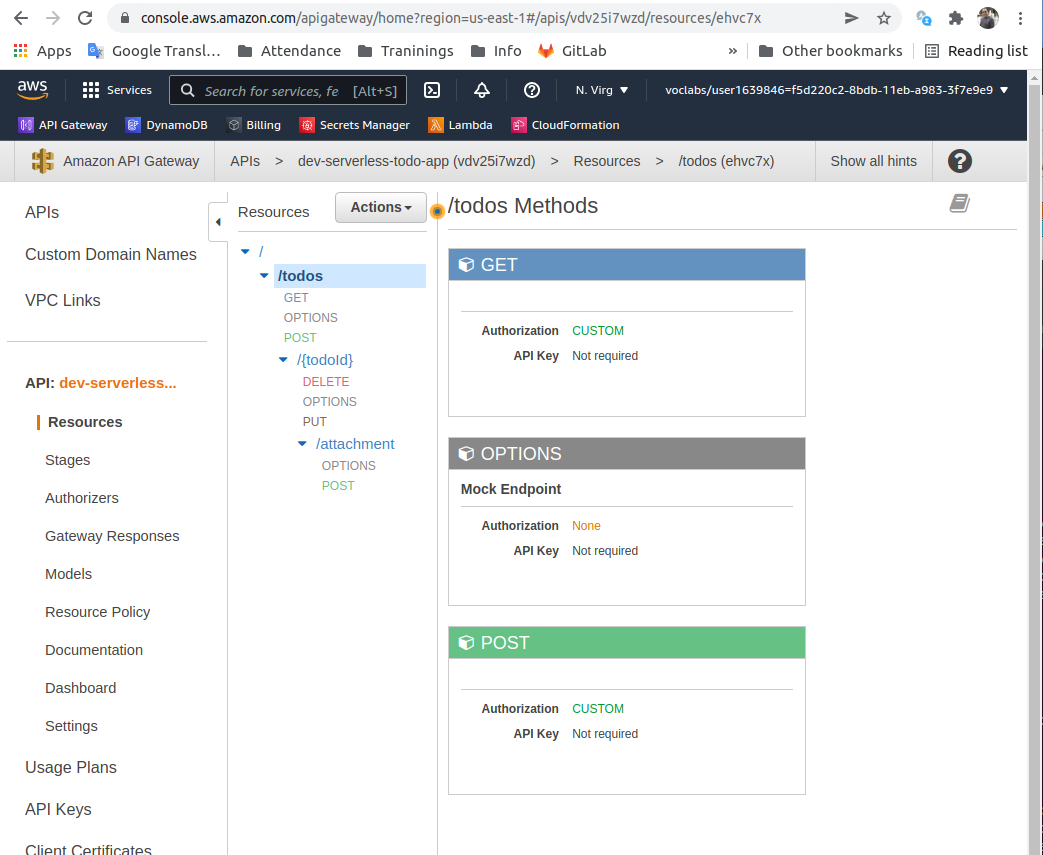 console.aws.amazon.com/apigateway/home?region=us-east-1#/apis/vdv25i7wzd/resources/ehvc7x
Apps Google Transl... Attendance Traninings Info GitLab » Other bookmarks Reading list
aws Services Search for services, fe [Alt+S] N. Virg voclabs/user1639846=f5d220c2-8bdb-11eb-a983-3f7e9e9
API Gateway DynamoDB Billing Secrets Manager Lambda CloudFormation
Amazon API Gateway APIs > dev-serverless-todo-app (vdv25i7wzd) > Resources > /todos (ehvc7x) Show all hints ?
APIs
Custom Domain Names
VPC Links
API: dev-serverless...
Resources
Stages
Authorizers
Gateway Responses
Models
Resource Policy
Documentation
Dashboard
Settings
Usage Plans
API Keys
Client Certificates
Resources Actions
/
/todos
GET
OPTIONS
POST
/{todoId}
DELETE
OPTIONS
PUT
/attachment
OPTIONS
POST
/todos Methods
GET
Authorization CUSTOM
API Key Not required
OPTIONS
Mock Endpoint
Authorization None
API Key Not required
POST
Authorization CUSTOM
API Key Not required